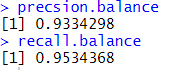 > precsion.balance
[1] 0.9334298
> recall.balance
[1] 0.9534368